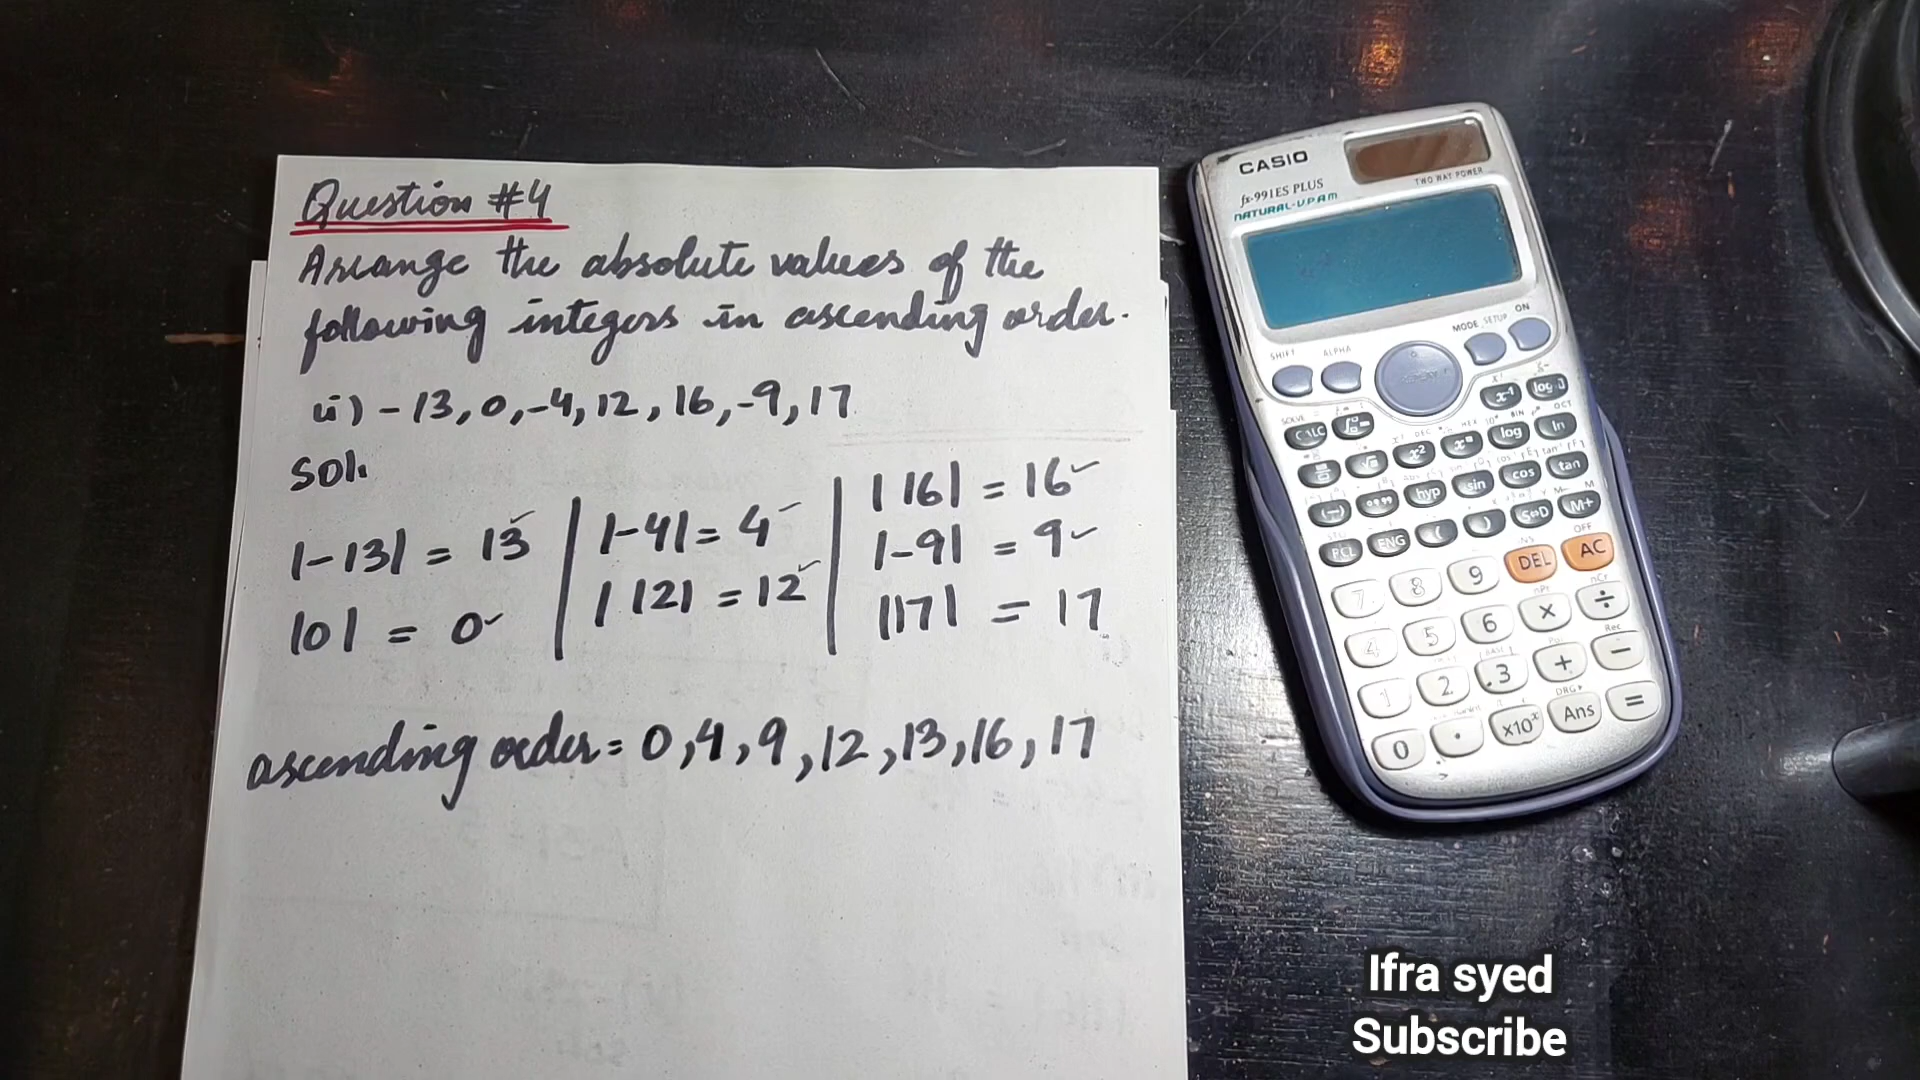 Question #4
Arrange the absolute values of the
following integers in ascending order.
ii) -13, 0, -4, 12, 16, -9, 17
Sol.
|-13| = 13
|0| = 0
|-4| = 4
|12| = 12
|16| = 16
|-9| = 9
|17| = 17
ascending order = 0, 4, 9, 12, 13, 16, 17
CASIO
TWO WAY POWER
fx-991ES PLUS
NATURAL-V.P.A.M.
SHIFT ALPHA MODE SETUP ON
CALC x⁻¹ log
x² log ln
hyp sin cos tan
RCL ENG ( ) S⇔D M+
7 8 9 DEL AC
4 5 6 × ÷
1 2 3 + −
0 . ×10ˣ Ans =
Ifra syed
Subscribe